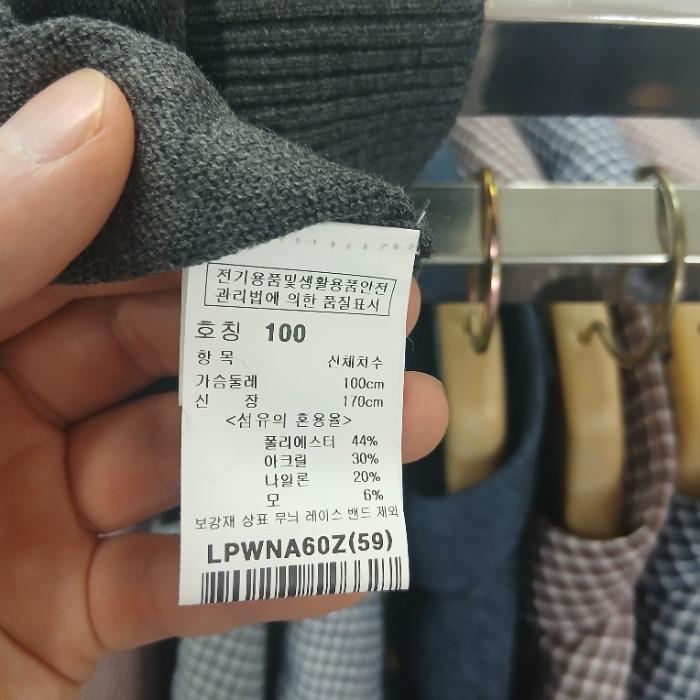 전기용품및생활용품안전
관리법에 의한 품질표시
호칭 100
항 목 신체치수
가슴둘레 100cm
신 장 170cm
<섬유의 혼용율>
폴리에스터 44%
아크릴 30%
나일론 20%
모 6%
보강재 상표 무늬 레이스 밴드 제외
LPWNA60Z(59)